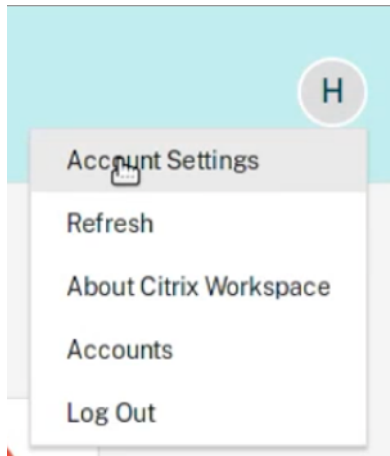 H
Account Settings
Refresh
About Citrix Workspace
Accounts
Log Out